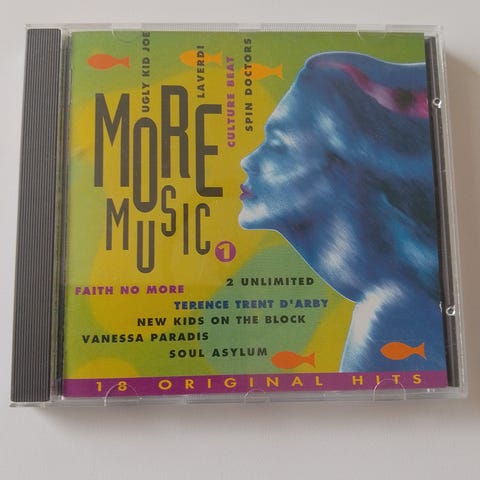 UGLY KID JOE
LAVERDI
CULTURE BEAT
SPIN DOCTORS
MORE
MUSIC
1
2 UNLIMITED
FAITH NO MORE
TERENCE TRENT D'ARBY
NEW KIDS ON THE BLOCK
VANESSA PARADIS
SOUL ASYLUM
18 ORIGINAL HITS